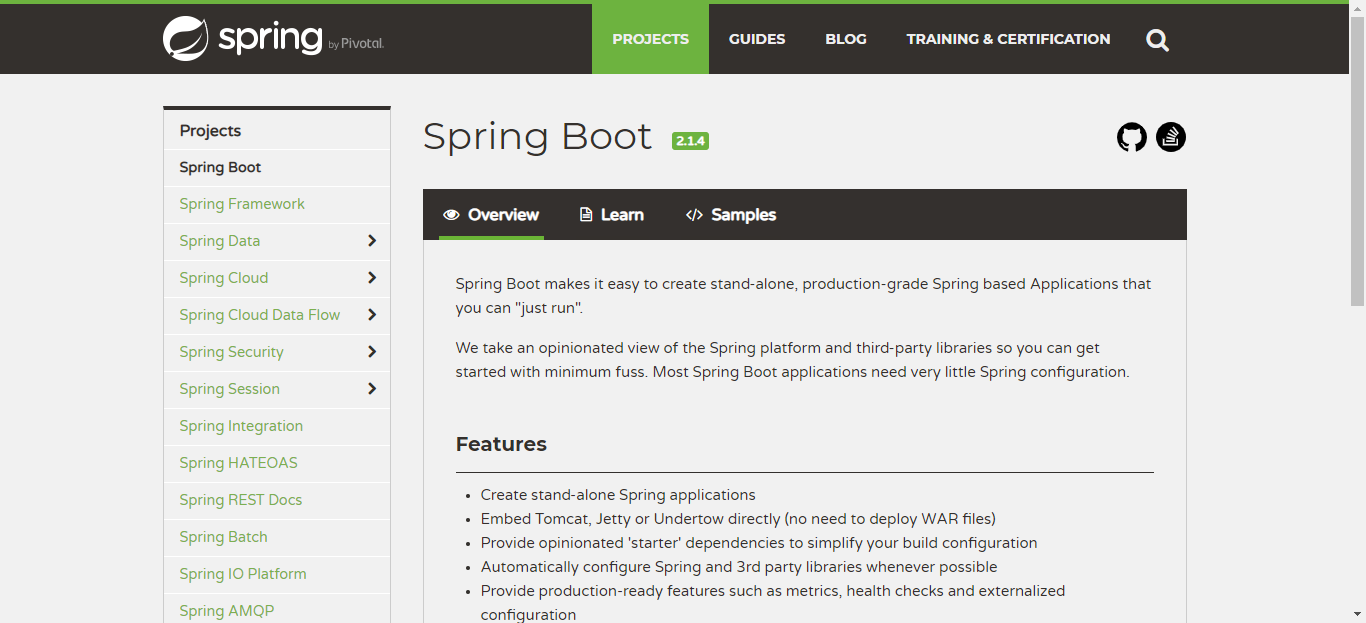 spring by Pivotal.
PROJECTS
GUIDES
BLOG
TRAINING & CERTIFICATION
Projects
Spring Boot
Spring Framework
Spring Data
Spring Cloud
Spring Cloud Data Flow
Spring Security
Spring Session
Spring Integration
Spring HATEOAS
Spring REST Docs
Spring Batch
Spring IO Platform
Spring AMQP
Spring Boot 2.1.4
Overview
Learn
Samples
Spring Boot makes it easy to create stand-alone, production-grade Spring based Applications that
you can "just run".
We take an opinionated view of the Spring platform and third-party libraries so you can get
started with minimum fuss. Most Spring Boot applications need very little Spring configuration.
Features
• Create stand-alone Spring applications
• Embed Tomcat, Jetty or Undertow directly (no need to deploy WAR files)
• Provide opinionated 'starter' dependencies to simplify your build configuration
• Automatically configure Spring and 3rd party libraries whenever possible
• Provide production-ready features such as metrics, health checks and externalized
configuration